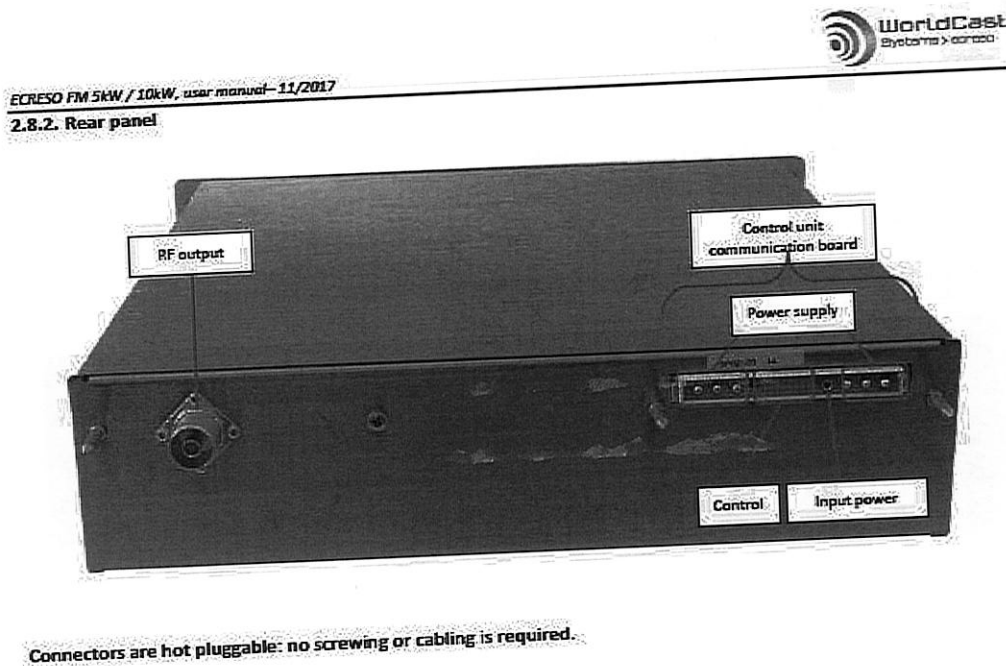 WorldCast
Systems > ecreso
ECRESO FM 5kW / 10kW, user manual– 11/2017
2.8.2. Rear panel
RF output
Control unit
communication board
Power supply
Control
Input power
Connectors are hot pluggable: no screwing or cabling is required.